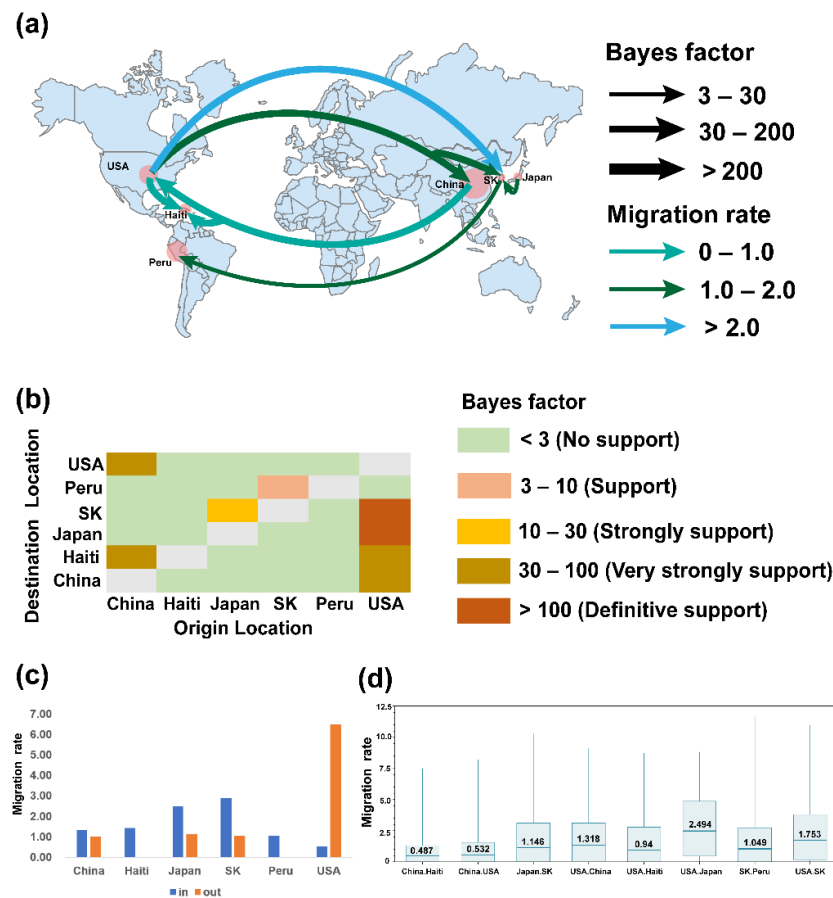 (a)
USA
Haiti
Peru
China
SK
Japan
Bayes factor
3 – 30
30 – 200
> 200
Migration rate
0 – 1.0
1.0 – 2.0
> 2.0
(b)
Destination Location
USA
Peru
SK
Japan
Haiti
China
China Haiti Japan SK Peru USA
Origin Location
Bayes factor
< 3 (No support)
3 – 10 (Support)
10 – 30 (Strongly support)
30 – 100 (Very strongly support)
> 100 (Definitive support)
(c)
Migration rate
7.00
6.00
5.00
4.00
3.00
2.00
1.00
0.00
China Haiti Japan SK Peru USA
in out
(d)
Migration rate
12.5
10
7.5
5.0
2.5
0
0.487 0.532 1.146 1.318 0.94 2.494 1.049 1.753
China.Haiti China.USA Japan.SK USA.China USA.Haiti USA.Japan SK.Peru USA.SK